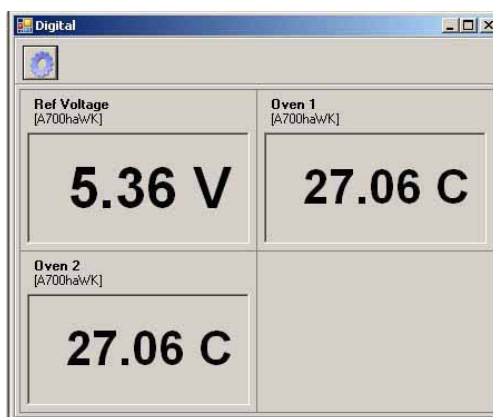 Digital
Ref Voltage
[A700haWK]
5.36 V
Oven 1
[A700haWK]
27.06 C
Oven 2
[A700haWK]
27.06 C